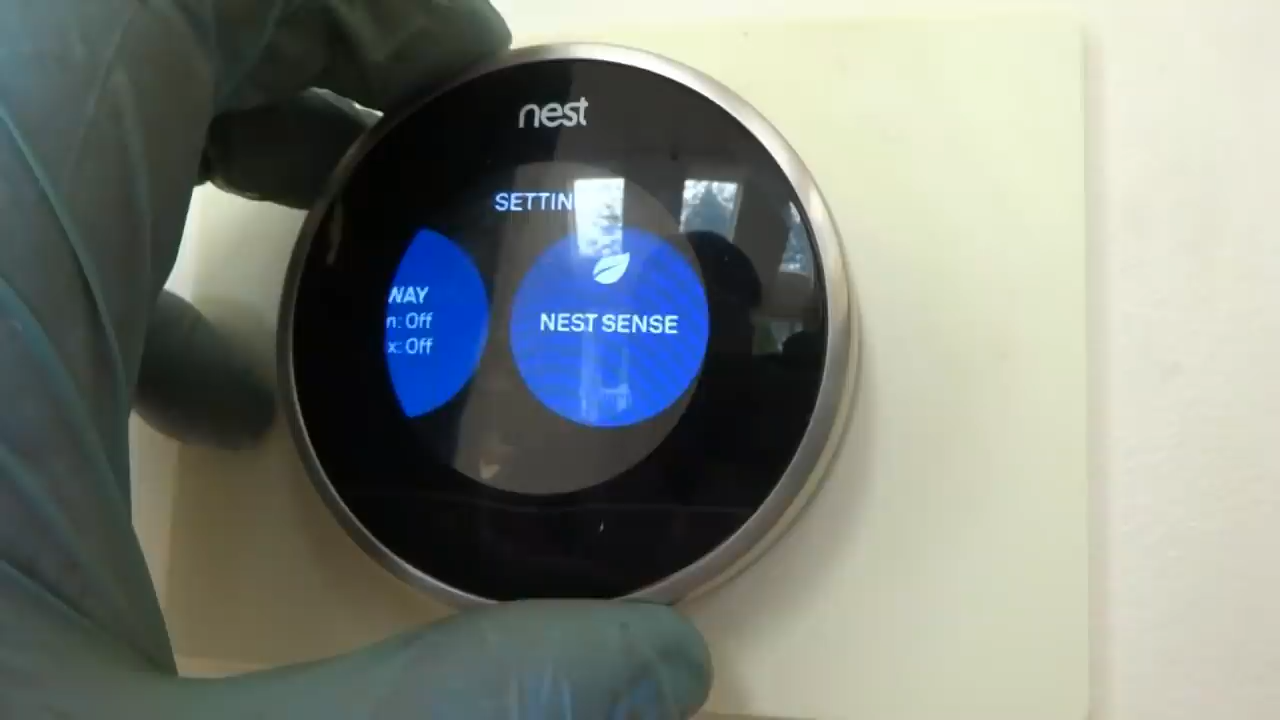 nest
SETTIN
WAY
n: Off
x: Off
NEST SENSE